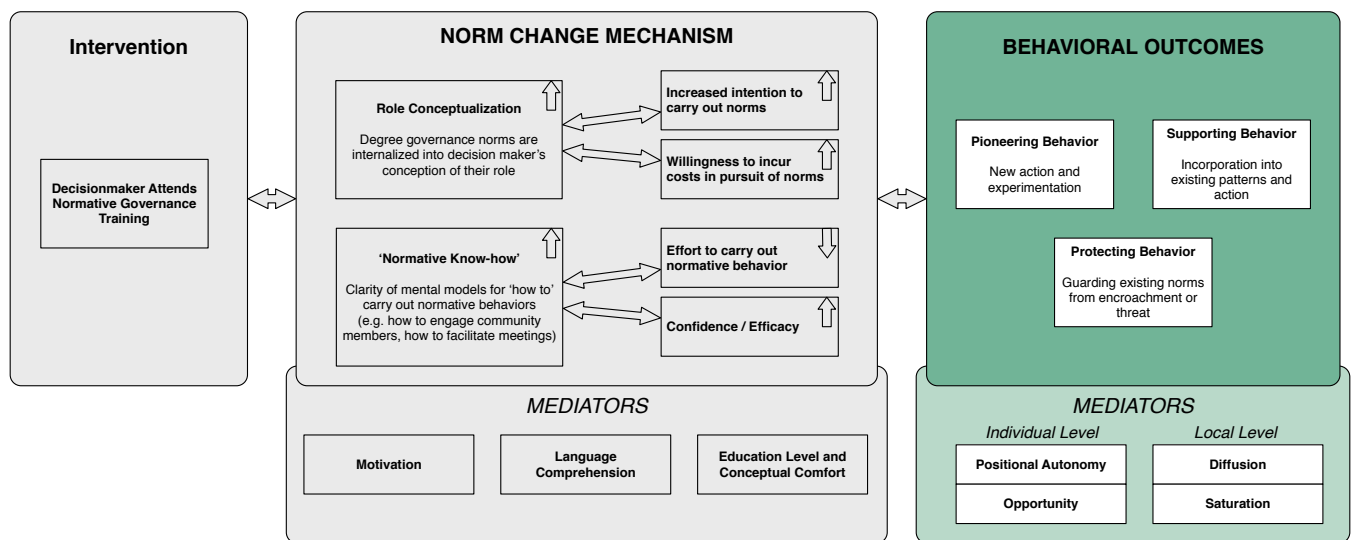 Intervention
Decisionmaker Attends
Normative Governance
Training
NORM CHANGE MECHANISM
Role Conceptualization
Degree governance norms are
internalized into decision maker's
conception of their role
Increased intention to
carry out norms
Willingness to incur
costs in pursuit of norms
‘Normative Know-how’
Clarity of mental models for ‘how to’
carry out normative behaviors
(e.g. how to engage community
members, how to facilitate meetings)
Effort to carry out
normative behavior
Confidence / Efficacy
MEDIATORS
Motivation
Language
Comprehension
Education Level and
Conceptual Comfort
BEHAVIORAL OUTCOMES
Pioneering Behavior
New action and
experimentation
Supporting Behavior
Incorporation into
existing patterns and
action
Protecting Behavior
Guarding existing norms
from encroachment or
threat
MEDIATORS
Individual Level
Positional Autonomy
Opportunity
Local Level
Diffusion
Saturation